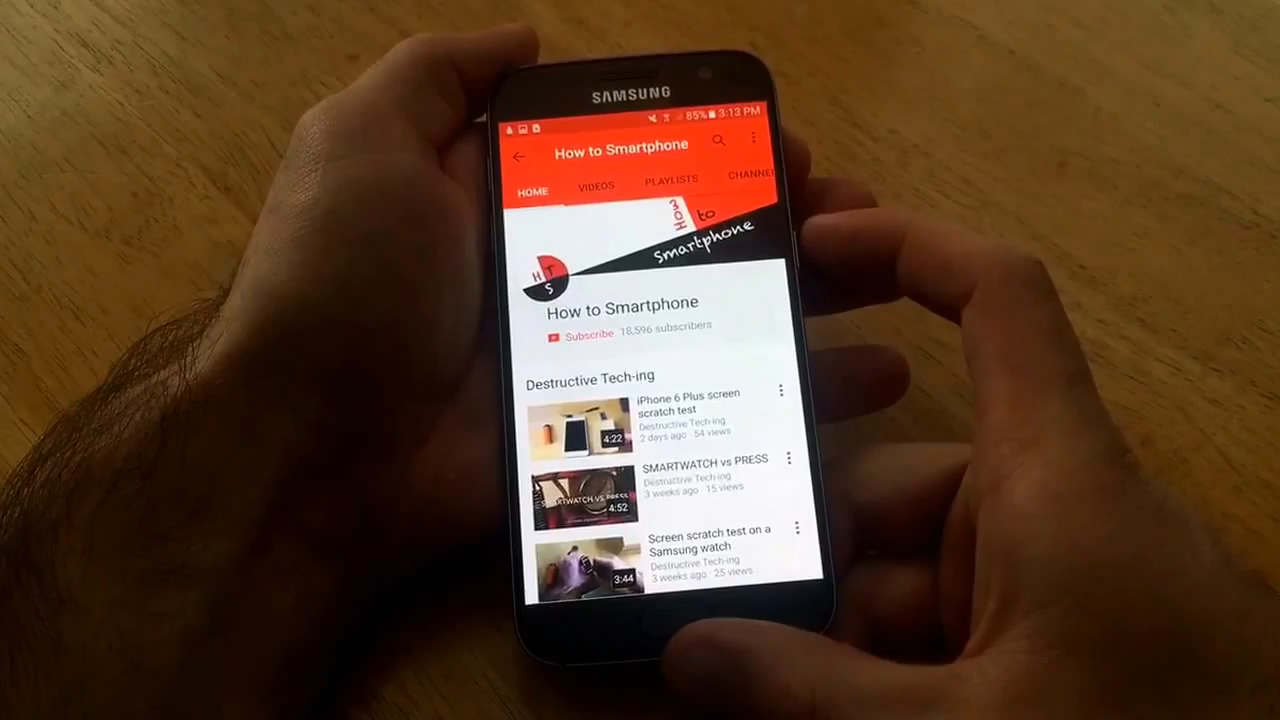 SAMSUNG
85% 3:13 PM
How to Smartphone
HOME VIDEOS PLAYLISTS CHANNE
HOW to
Smartphone
H T
S
How to Smartphone
Subscribe 18,596 subscribers
Destructive Tech-ing
iPhone 6 Plus screen
scratch test
Destructive Tech-ing
2 days ago · 54 views
4:22
SMARTWATCH vs PRESS
Destructive Tech-ing
3 weeks ago · 15 views
SMARTWATCH VS PRESS
4:52
Screen scratch test on a
Samsung watch
Destructive Tech-ing
3 weeks ago · 25 views
3:44